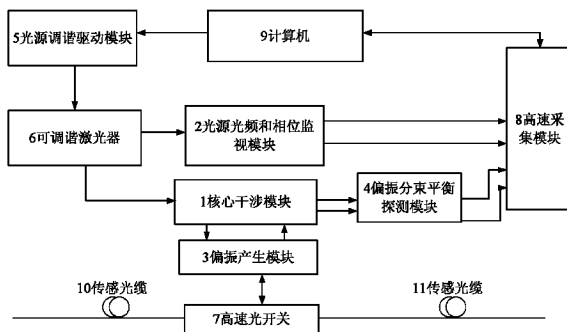 5光源调谐驱动模块
9计算机
6可调谐激光器
2光源光频和相位监
视模块
8高速采
集模块
1核心干涉模块
4偏振分束平衡
探测模块
3偏振产生模块
10传感光缆
11传感光缆
7高速光开关